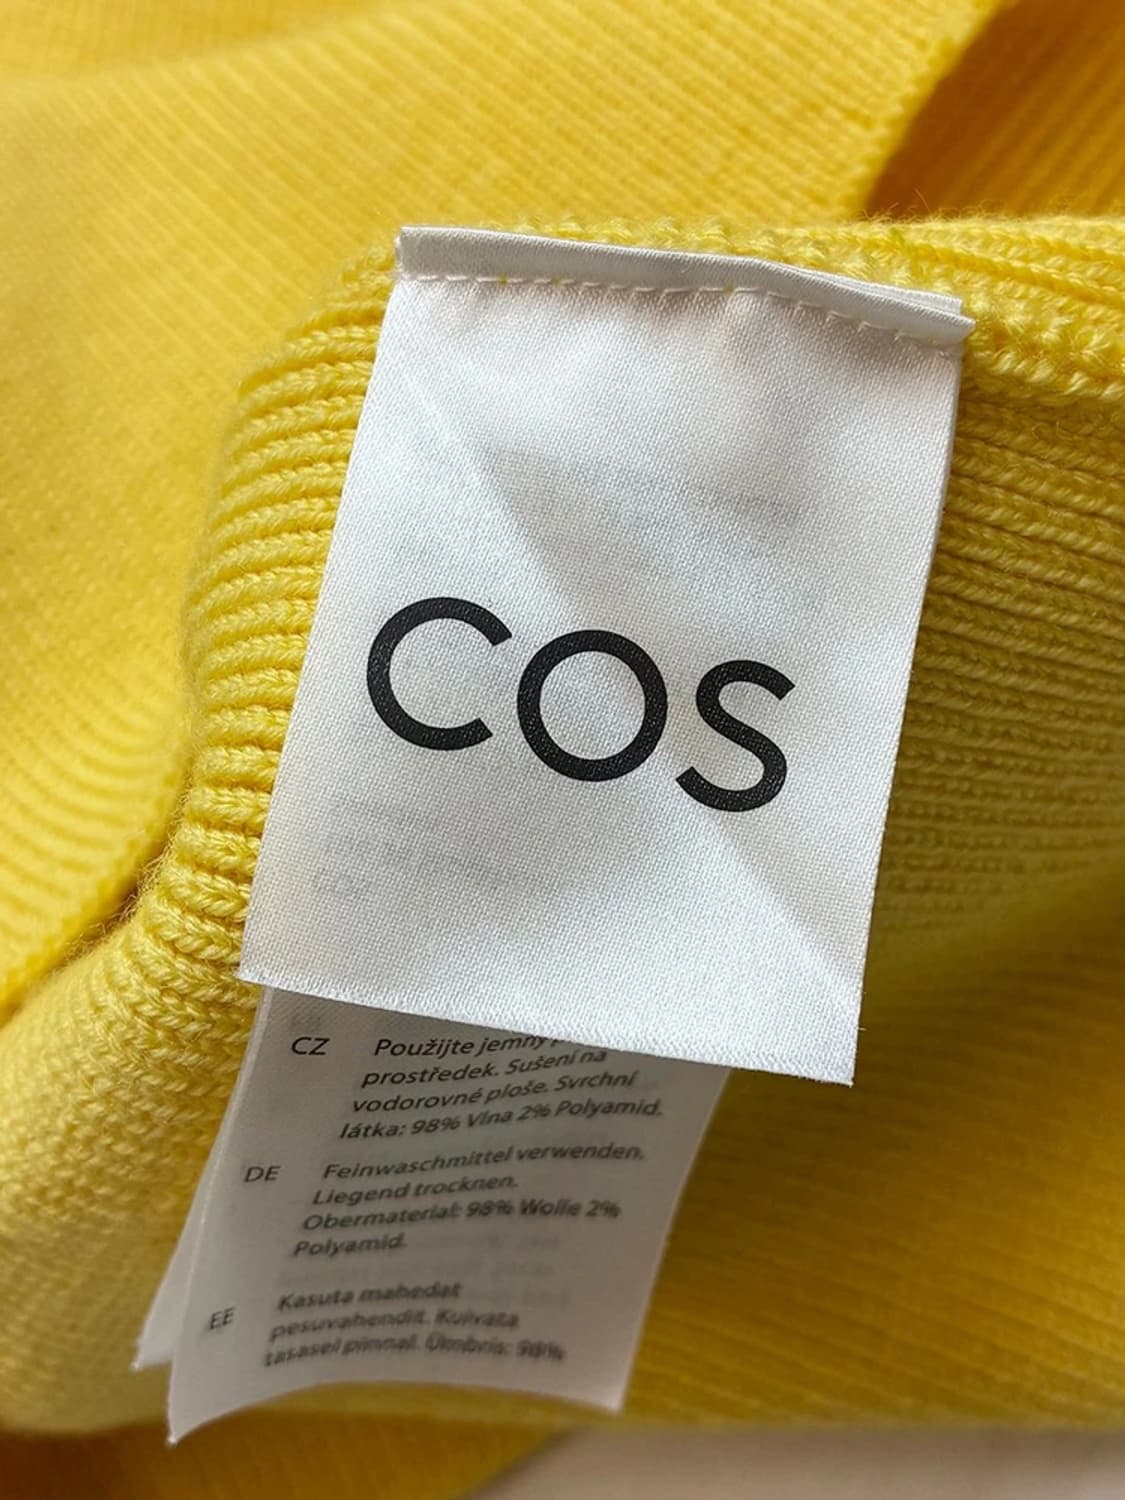 COS
CZ Použijte jemný
prostředek. Sušení na
vodorovné ploše. Svrchní
látka: 98% Vlna 2% Polyamid.
DE Feinwaschmittel verwenden.
Liegend trocknen.
Obermaterial: 98% Wolle 2%
Polyamid.
EE Kasuta mahedat
pesuvahendit. Kuivata
tasasel pinnal. Ümbris: 98%